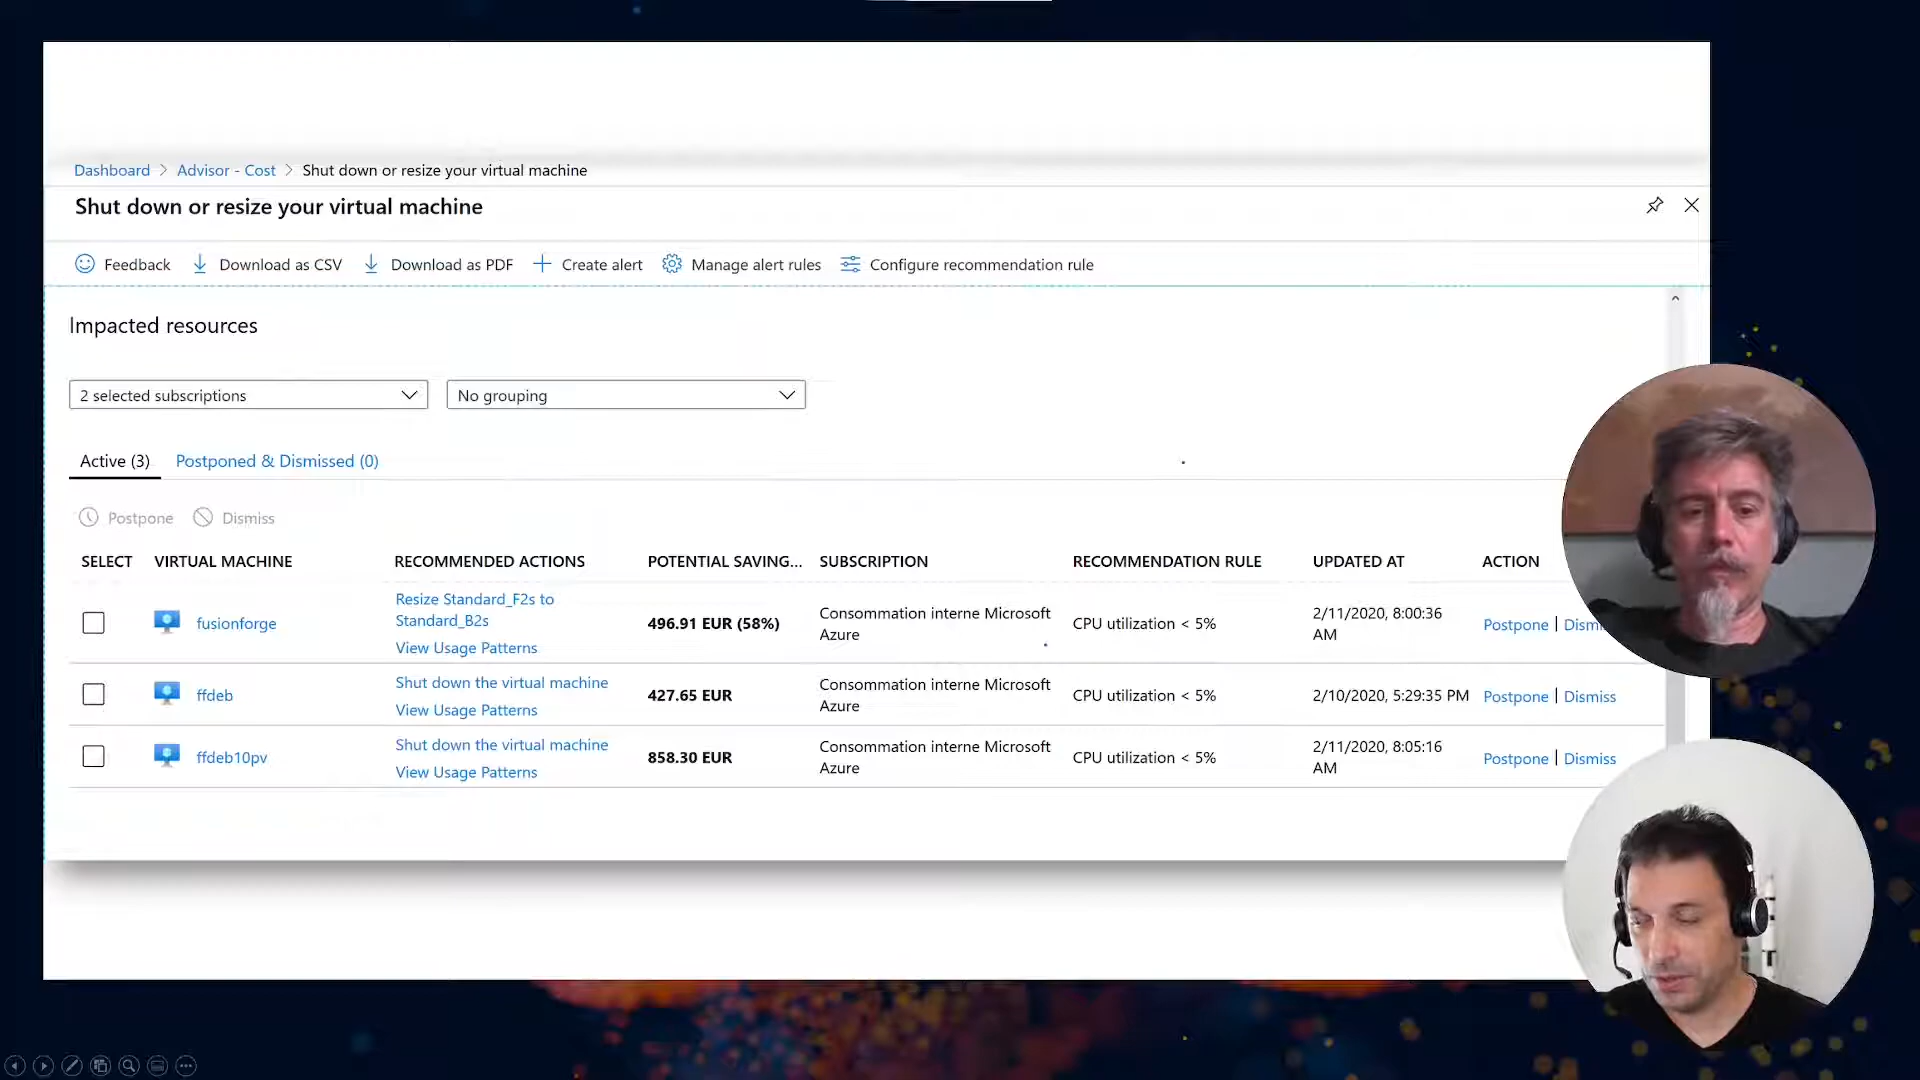 Dashboard > Advisor - Cost > Shut down or resize your virtual machine
Shut down or resize your virtual machine
Feedback Download as CSV Download as PDF Create alert Manage alert rules Configure recommendation rule
Impacted resources
2 selected subscriptions No grouping
Active (3) Postponed & Dismissed (0)
Postpone Dismiss
SELECT VIRTUAL MACHINE RECOMMENDED ACTIONS POTENTIAL SAVING... SUBSCRIPTION RECOMMENDATION RULE UPDATED AT ACTION
fusionforge
Resize Standard_F2s to
Standard_B2s
View Usage Patterns
496.91 EUR (58%)
Consommation interne Microsoft
Azure
CPU utilization < 5%
2/11/2020, 8:00:36
AM
Postpone | Dism
ffdeb
Shut down the virtual machine
View Usage Patterns
427.65 EUR
Consommation interne Microsoft
Azure
CPU utilization < 5%
2/10/2020, 5:29:35 PM
Postpone | Dismiss
ffdeb10pv
Shut down the virtual machine
View Usage Patterns
858.30 EUR
Consommation interne Microsoft
Azure
CPU utilization < 5%
2/11/2020, 8:05:16
AM
Postpone | Dismiss